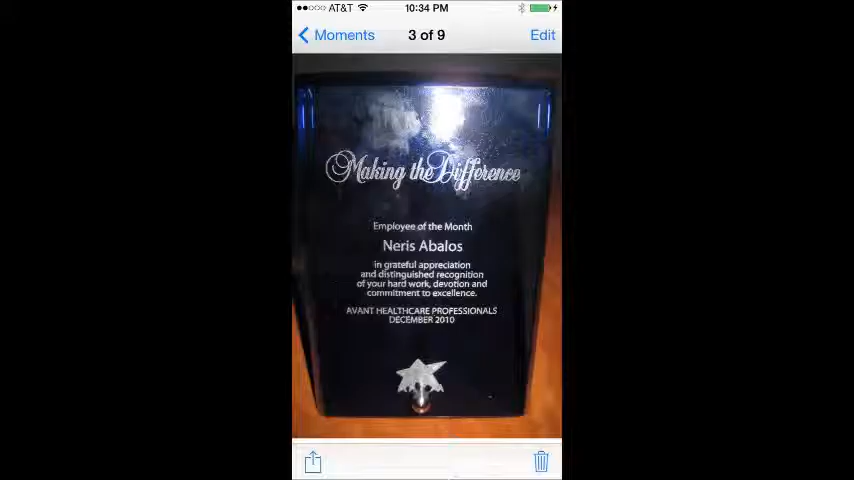 AT&T 10:34 PM
Moments 3 of 9 Edit
Making the Difference
Employee of the Month
Neris Abalos
in grateful appreciation
and distinguished recognition
of your hard work, devotion and
commitment to excellence.
AVANT HEALTHCARE PROFESSIONALS
DECEMBER 2010